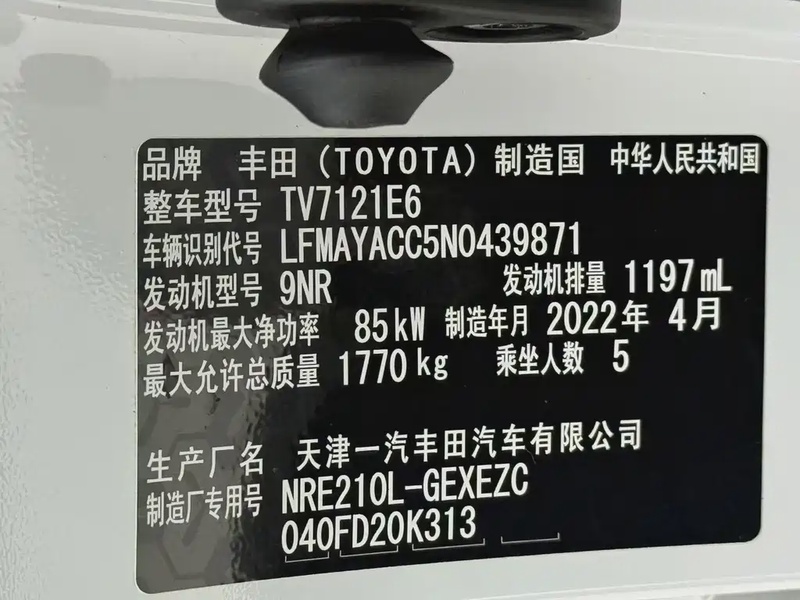 品牌 丰田（TOYOTA）制造国 中华人民共和国
整车型号 TV7121E6
车辆识别代号 LFMAYACC5N0439871
发动机型号 9NR 发动机排量 1197mL
发动机最大净功率 85kW 制造年月 2022年 4月
最大允许总质量 1770kg 乘坐人数 5
生产厂名 天津一汽丰田汽车有限公司
制造厂专用号 NRE210L-GEXEZC
040FD20K313